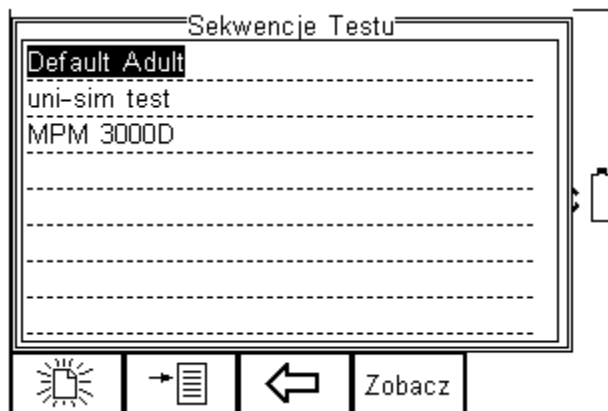 Sekwencje Testu
Default Adult
uni-sim test
MPM 3000D
Zobacz